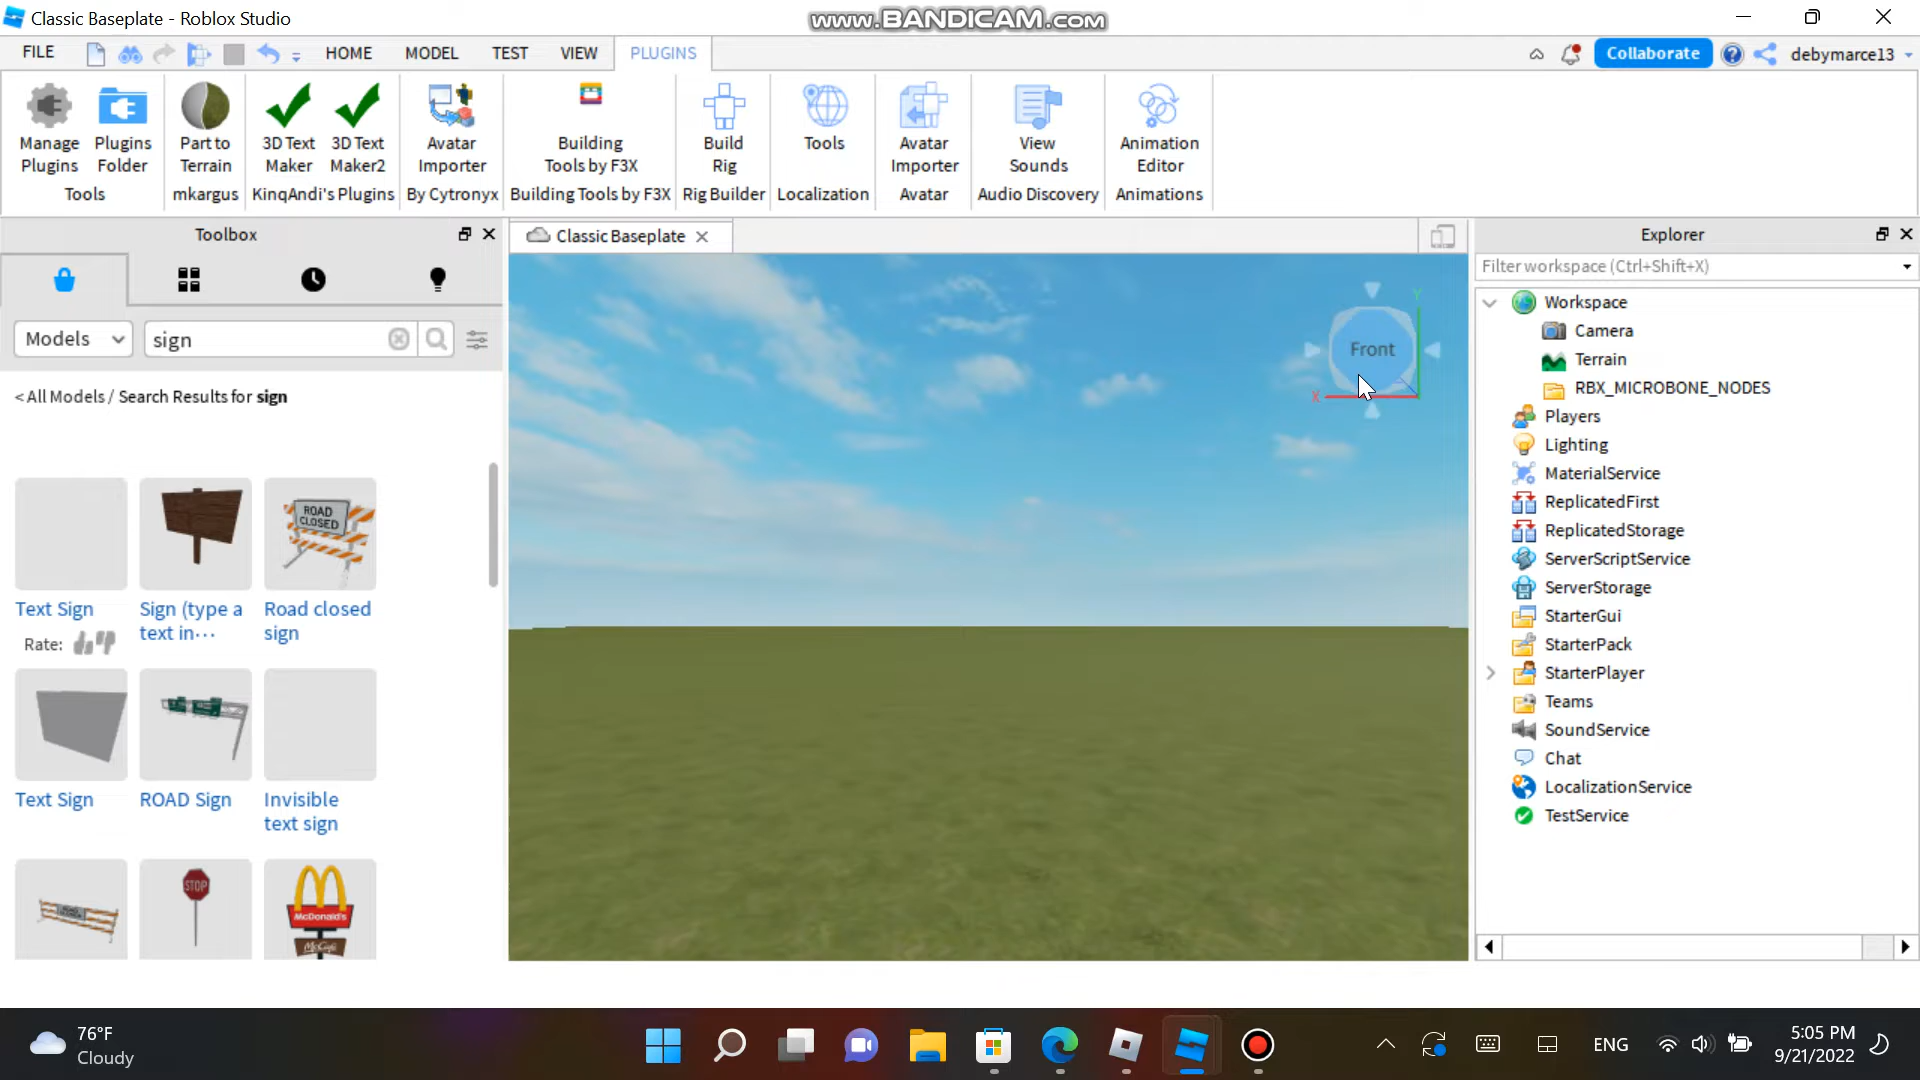 Classic Baseplate - Roblox Studio
www.BANDICAM.com
FILE HOME MODEL TEST VIEW PLUGINS Collaborate debymarce13
Manage Plugins
Plugins Folder
Tools
Part to Terrain
mkargus
3D Text Maker
3D Text Maker2
KinqAndi's Plugins
Avatar Importer
By Cytronyx
Building Tools by F3X
Building Tools by F3X
Build Rig
Rig Builder
Tools
Localization
Avatar Importer
Avatar
View Sounds
Audio Discovery
Animation Editor
Animations
Toolbox
Models
sign
< All Models / Search Results for sign
ROAD CLOSED
Text Sign
Rate:
Sign (type a text in...
Road closed sign
Text Sign
ROAD Sign
Invisible text sign
STOP
McDonald's
McCafé
Classic Baseplate
Front
X
Y
Explorer
Filter workspace (Ctrl+Shift+X)
Workspace
Camera
Terrain
RBX_MICROBONE_NODES
Players
Lighting
MaterialService
ReplicatedFirst
ReplicatedStorage
ServerScriptService
ServerStorage
StarterGui
StarterPack
StarterPlayer
Teams
SoundService
Chat
LocalizationService
TestService
76°F
Cloudy
ENG
5:05 PM
9/21/2022